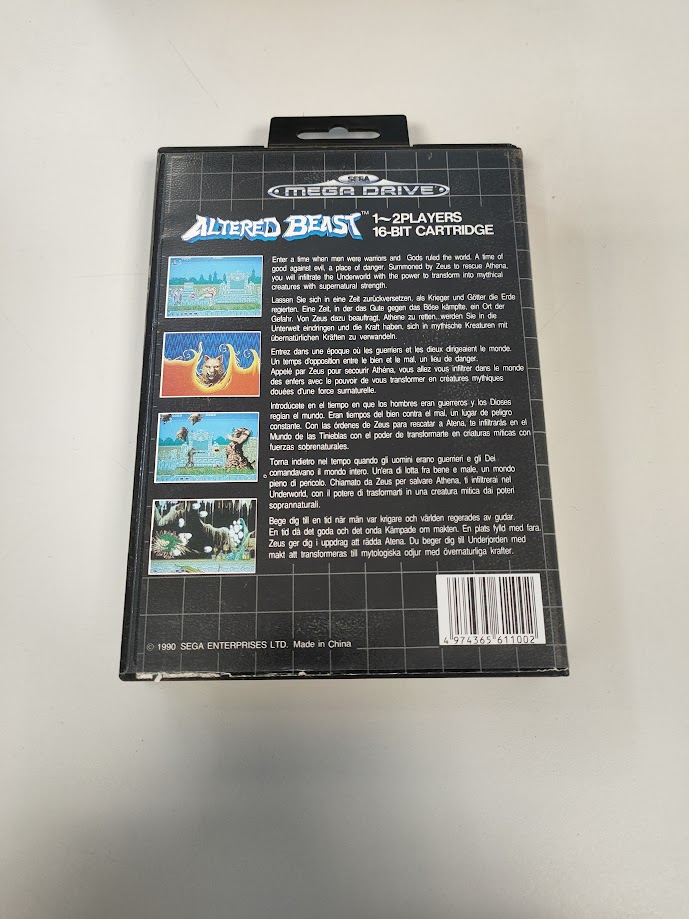 SEGA
MEGA DRIVE
ALTERED BEAST™ 1~2PLAYERS
16-BIT CARTRIDGE
Enter a time when men were warriors and Gods ruled the world. A time of
good against evil, a place of danger. Summoned by Zeus to rescue Athena,
you will infiltrate the Underworld with the power to transform into mythical
creatures with supernatural strength.
Lassen Sie sich in eine Zeit zurückversetzen, als Krieger und Götter die Erde
regierten. Eine Zeit, in der das Gute gegen das Böse kämpfte, ein Ort der
Gefahr. Von Zeus dazu beauftragt, Athene zu retten, werden Sie in die
Unterwelt eindringen und die Kraft haben, sich in mythische Kreaturen mit
übernatürlichen Kräften zu verwandeln.
Entrez dans une époque où les guerriers et les dieux dirigeaient le monde.
Un temps d'opposition entre le bien et le mal, un lieu de danger.
Appelé par Zeus pour secourir Athéna, vous allez vous infiltrer dans le monde
des enfers avec le pouvoir de vous transformer en créatures mythiques
douées d'une force surnaturelle.
Introdúcete en el tiempo en que los hombres eran guerreros y los Dioses
regían el mundo. Eran tiempos del bien contra el mal, un lugar de peligro
constante. Con las órdenes de Zeus para rescatar a Atena, te infiltrarás en el
Mundo de las Tinieblas con el poder de transformarte en criaturas míticas con
fuerzas sobrenaturales.
Torna indietro nel tempo quando gli uomini erano guerrieri e gli Dei
comandavano il mondo intero. Un'era di lotta fra bene e male, un mondo
pieno di pericolo. Chiamato da Zeus per salvare Athena, ti infiltrerai nel
Underworld, con il potere di trasformarti in una creatura mitica dai poteri
soprannaturali.
Bege dig till en tid när män var krigare och världen regerades av gudar.
En tid då det goda och det onda Kämpade om makten. En plats fylld med fara.
Zeus ger dig i uppdrag att rädda Atena. Du beger dig till Underjorden med
makt att transformeras till mytologiska odjur med övernaturliga krafter.
4 974365 611002
© 1990 SEGA ENTERPRISES LTD. Made in China